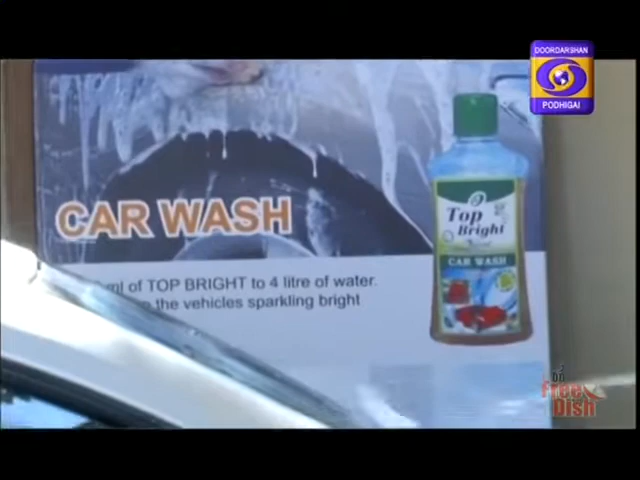 DOORDARSHAN
PODHIGAI
CAR WASH
Top
Bright
CAR WASH
ml of TOP BRIGHT to 4 litre of water.
the vehicles sparkling bright
Free
Dish